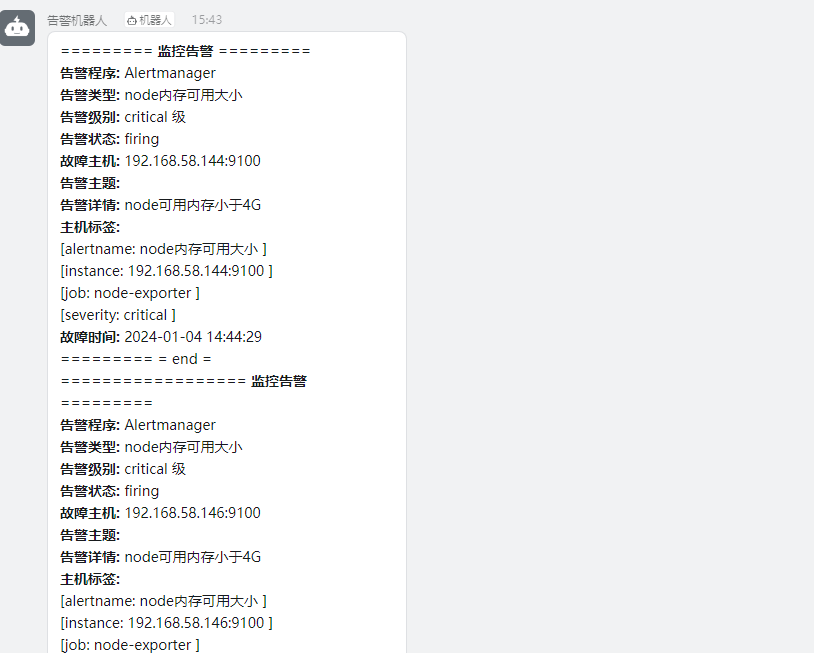 告警机器人 机器人 15:43
========= 监控告警 =========
告警程序: Alertmanager
告警类型: node内存可用大小
告警级别: critical 级
告警状态: firing
故障主机: 192.168.58.144:9100
告警主题:
告警详情: node可用内存小于4G
主机标签:
[alertname: node内存可用大小 ]
[instance: 192.168.58.144:9100 ]
[job: node-exporter ]
[severity: critical ]
故障时间: 2024-01-04 14:44:29
========= = end =
================== 监控告警
=========
告警程序: Alertmanager
告警类型: node内存可用大小
告警级别: critical 级
告警状态: firing
故障主机: 192.168.58.146:9100
告警主题:
告警详情: node可用内存小于4G
主机标签:
[alertname: node内存可用大小 ]
[instance: 192.168.58.146:9100 ]
[job: node-exporter ]